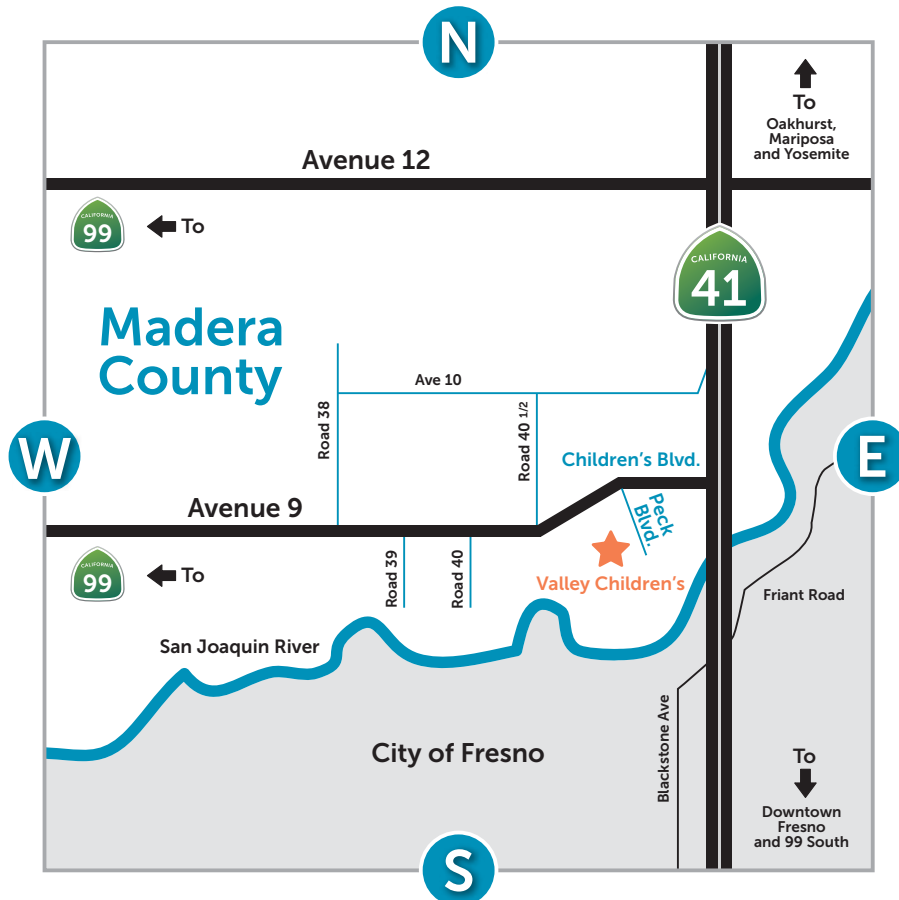 N
To
Oakhurst,
Mariposa
and Yosemite
Avenue 12
CALIFORNIA
99
To
CALIFORNIA
41
Madera
County
Ave 10
Road 38
Road 40 1/2
Children's Blvd.
W
E
Avenue 9
Peck
Blvd.
CALIFORNIA
99
To
Road 39
Road 40
Valley Children's
Friant Road
San Joaquin River
Blackstone Ave
City of Fresno
To
Downtown
Fresno
and 99 South
S